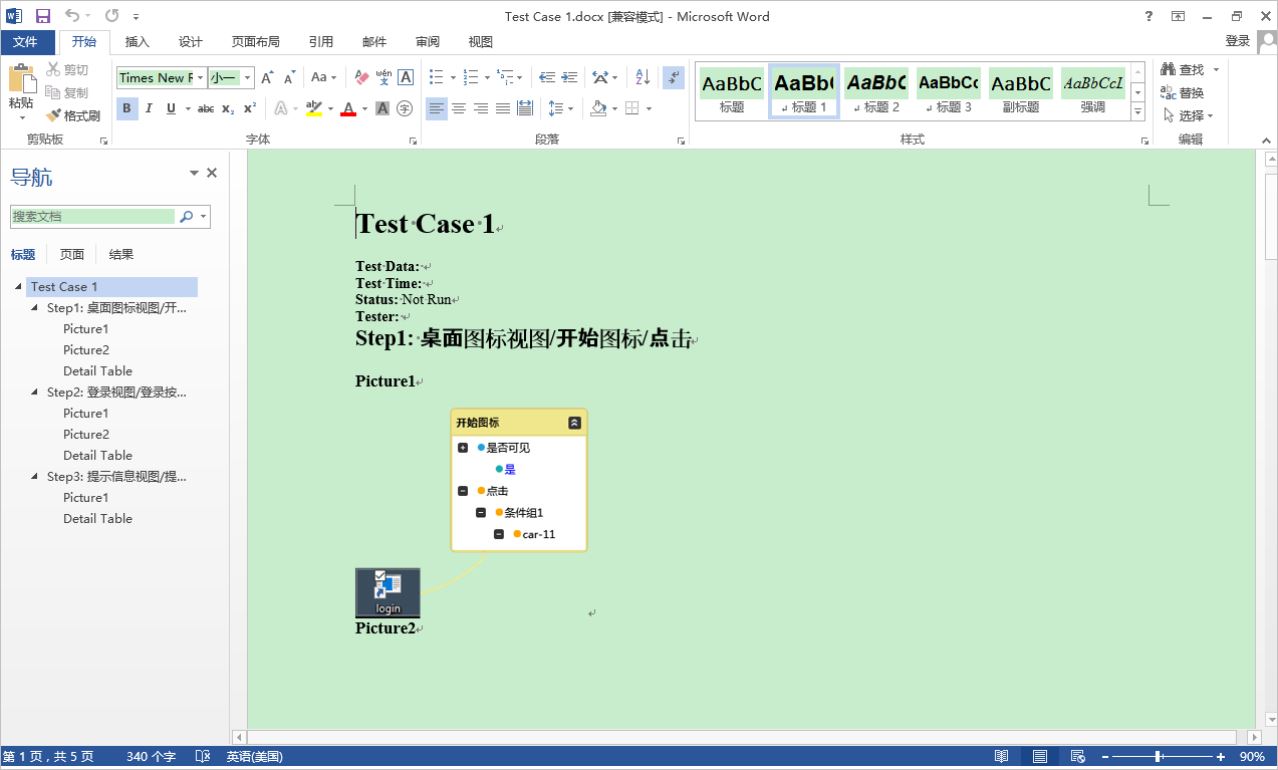 Test Case 1.docx [兼容模式] - Microsoft Word
?
文件 开始 插入 设计 页面布局 引用 邮件 审阅 视图 登录
粘贴
剪切
复制
格式刷
剪贴板
Times New R 小一 Aa wén 文 A
B I U abc x₂ x² A ab A A 字
字体
段落
AaBbC AaBb( AaBbC AaBbCc AaBbC AaBbCcI
标题 标题 1 标题 2 标题 3 副标题 强调
样式
查找
替换
选择
编辑
导航
搜索文档
标题 页面 结果
Test Case 1
Step1: 桌面图标视图/开...
Picture1
Picture2
Detail Table
Step2: 登录视图/登录按...
Picture1
Picture2
Detail Table
Step3: 提示信息视图/提...
Picture1
Detail Table
Test Case 1
Test Data:
Test Time:
Status: Not Run
Tester:
Step1: 桌面图标视图/开始图标/点击
Picture1
开始图标
是否可见
是
点击
条件组1
car-11
login
Picture2
第 1 页 , 共 5 页 340 个字 英语(美国) 90%